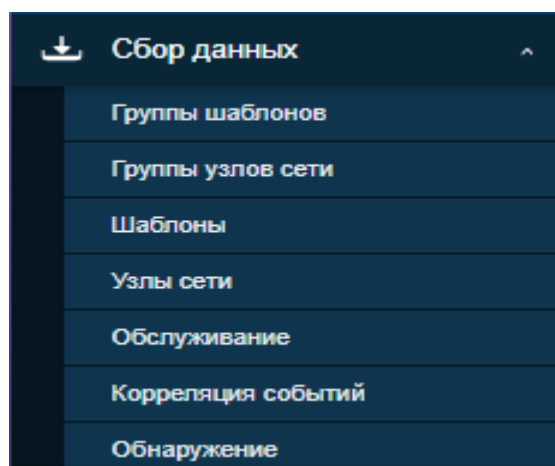 Сбор данных
Группы шаблонов
Группы узлов сети
Шаблоны
Узлы сети
Обслуживание
Корреляция событий
Обнаружение